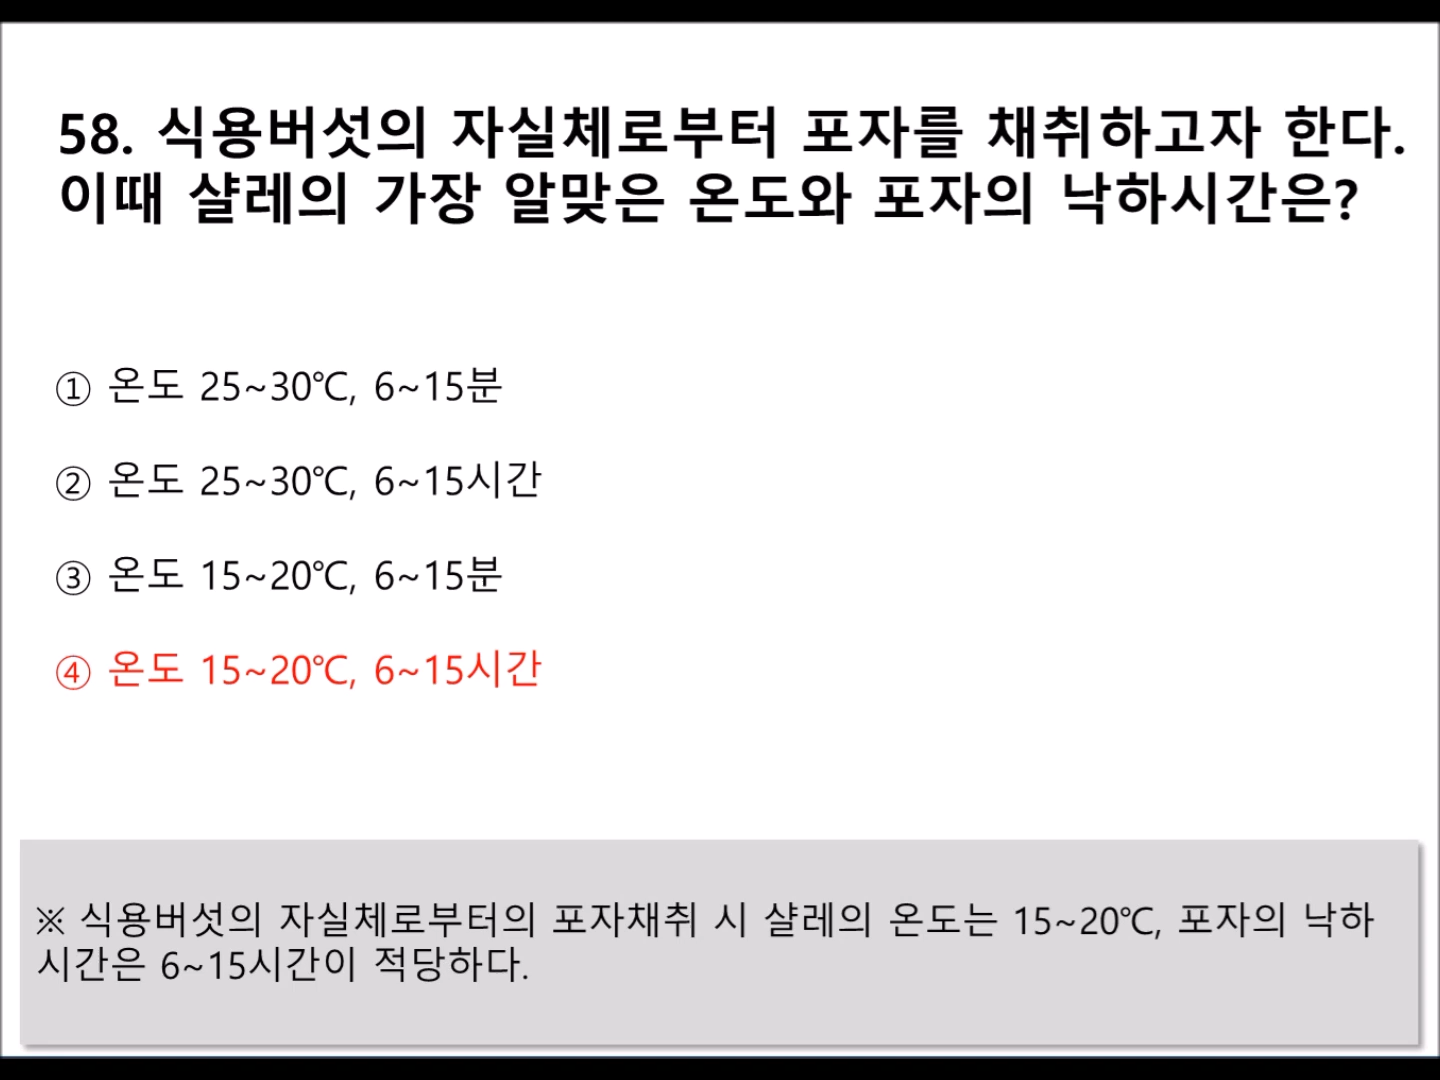 58. 식용버섯의 자실체로부터 포자를 채취하고자 한다.
이때 샬레의 가장 알맞은 온도와 포자의 낙하시간은?
① 온도 25~30℃, 6~15분
② 온도 25~30℃, 6~15시간
③ 온도 15~20℃, 6~15분
④ 온도 15~20℃, 6~15시간
※ 식용버섯의 자실체로부터의 포자채취 시 샬레의 온도는 15~20℃, 포자의 낙하
시간은 6~15시간이 적당하다.